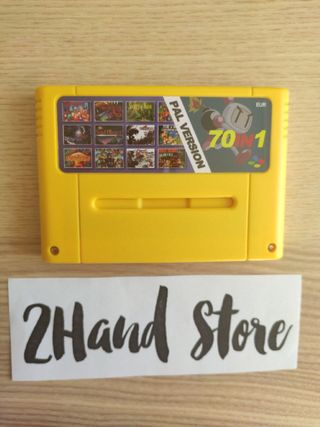 PAL VERSION
EUR
70 IN 1
2Hand Store